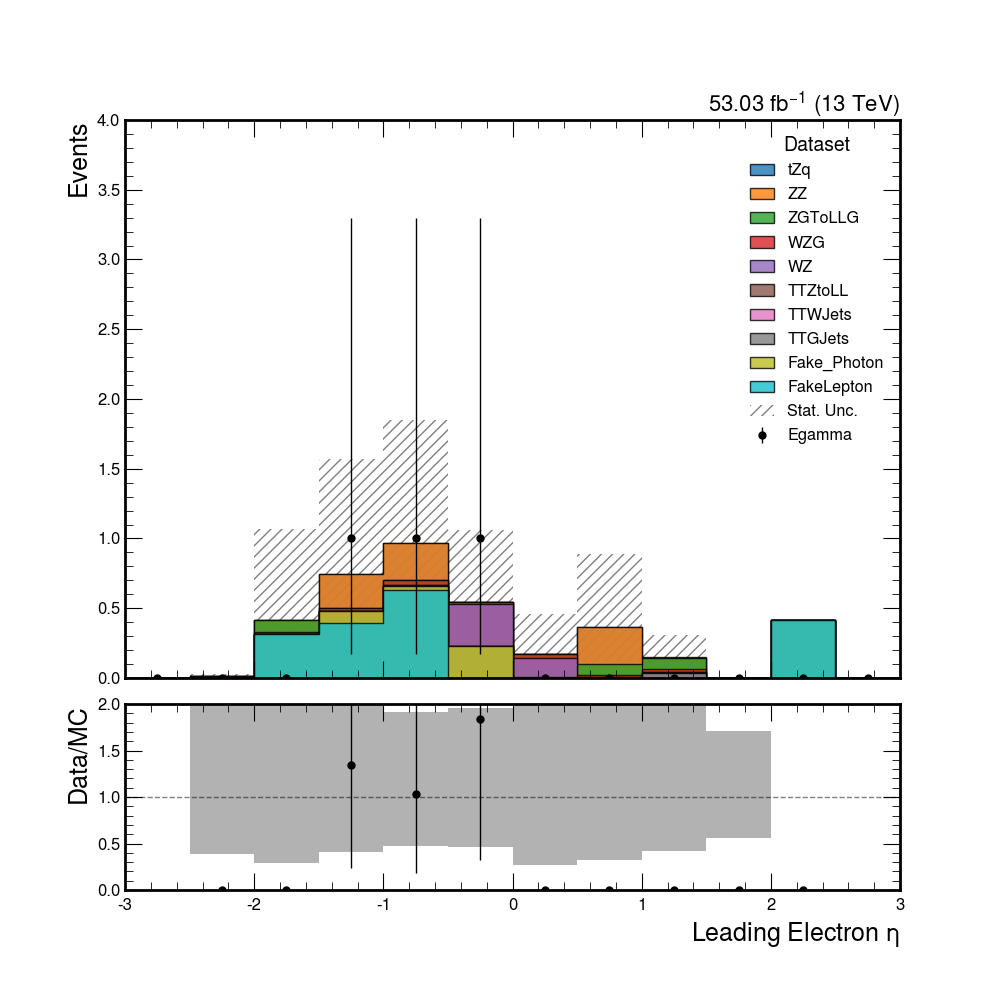 53.03 fb⁻¹ (13 TeV)
Events
4.0
3.5
3.0
2.5
2.0
1.5
1.0
0.5
0.0
Dataset
tZq
ZZ
ZGToLLG
WZG
WZ
TTZtoLL
TTWJets
TTGJets
Fake_Photon
FakeLepton
Stat. Unc.
Egamma
Data/MC
2.0
1.5
1.0
0.5
0.0
-3 -2 -1 0 1 2 3
Leading Electron η